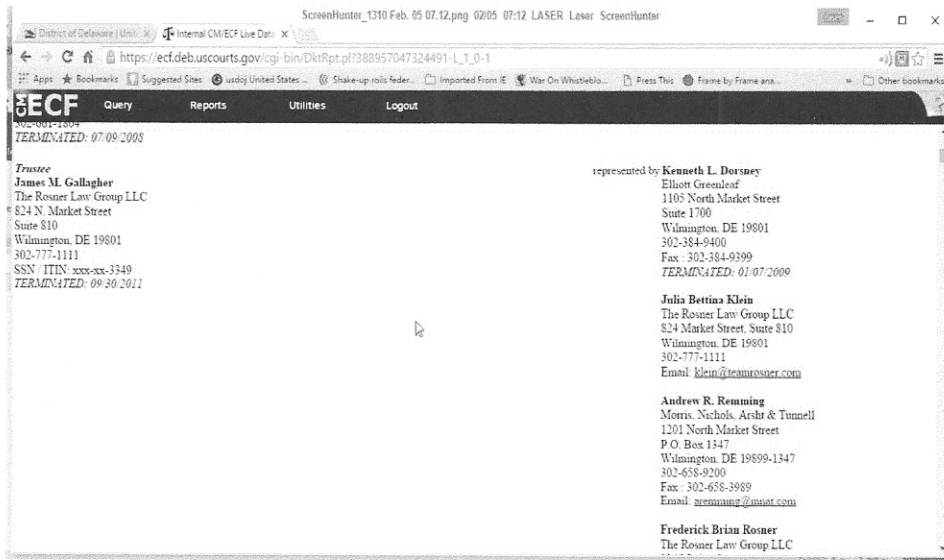 ScreenHunter_1310 Feb. 05 07.12.png 02/05 07:12 LASER Laser ScreenHunter
District of Delaware | Unit
Internal CM/ECF Live Data
https://ecf.deb.uscourts.gov/cgi-bin/DktRpt.pl?388957047324491-L_1_0-1
Apps Bookmarks Suggested Sites usdoj United States ... Shake-up roils feder... Imported From IE War On Whistleblo... Press This Frame by Frame ana... » Other bookmarks
CM ECF Query Reports Utilities Logout
302-661-1804
TERMINATED: 07/09/2008
Trustee
James M. Gallagher
The Rosner Law Group LLC
824 N. Market Street
Suite 810
Wilmington, DE 19801
302-777-1111
SSN / ITIN: xxx-xx-3349
TERMINATED: 09/30/2011
represented by Kenneth L. Dorsney
Elliott Greenleaf
1105 North Market Street
Suite 1700
Wilmington, DE 19801
302-384-9400
Fax : 302-384-9399
TERMINATED: 01/07/2009
Julia Bettina Klein
The Rosner Law Group LLC
824 Market Street, Suite 810
Wilmington, DE 19801
302-777-1111
Email: klein@teamrosner.com
Andrew R. Remming
Morris, Nichols, Arsht & Tunnell
1201 North Market Street
P.O. Box 1347
Wilmington, DE 19899-1347
302-658-9200
Fax : 302-658-3989
Email: aremming@mnat.com
Frederick Brian Rosner
The Rosner Law Group LLC